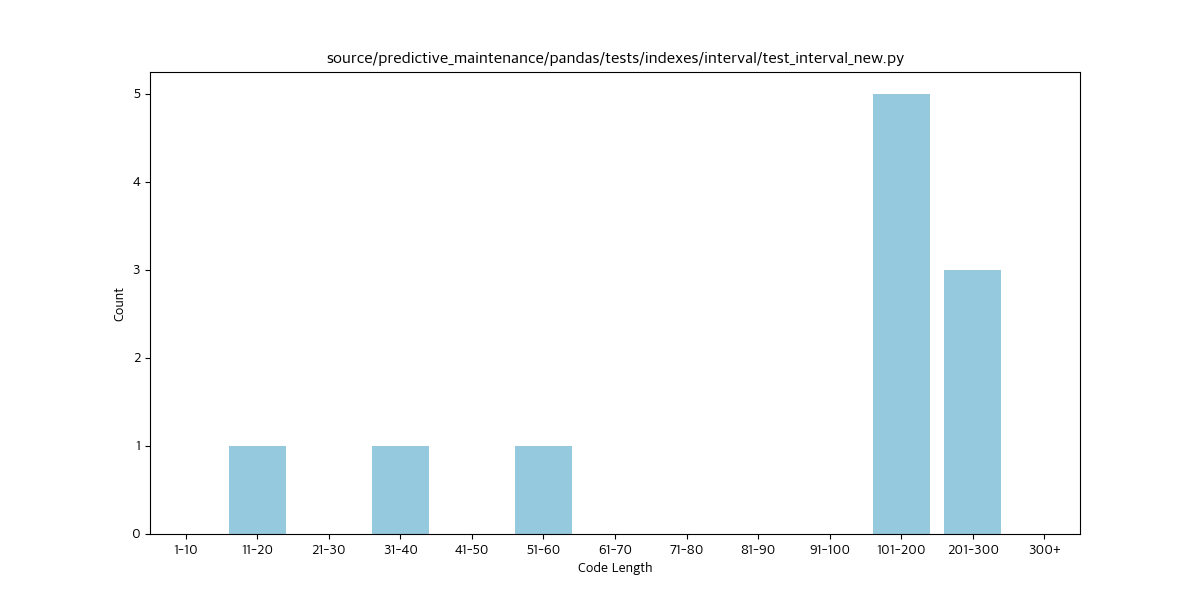 source/predictive_maintenance/pandas/tests/indexes/interval/test_interval_new.py
5
4
3
2
1
0
Count
1-10 11-20 21-30 31-40 41-50 51-60 61-70 71-80 81-90 91-100 101-200 201-300 300+
Code Length